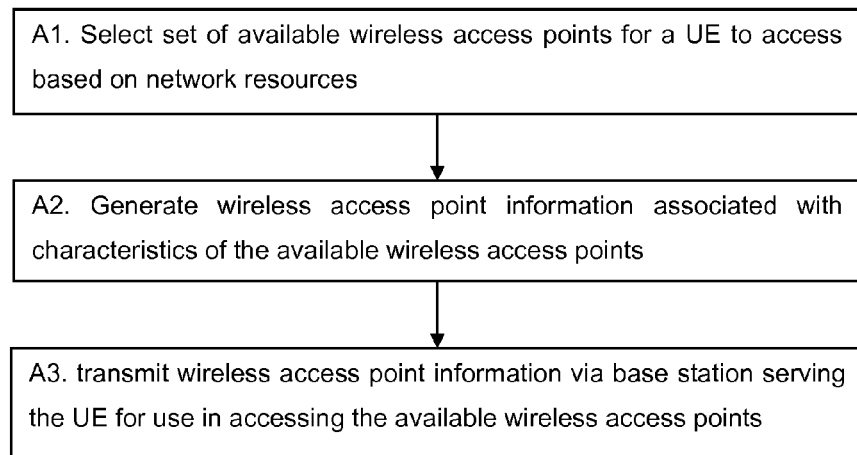 A1. Select set of available wireless access points for a UE to access
based on network resources
A2. Generate wireless access point information associated with
characteristics of the available wireless access points
A3. transmit wireless access point information via base station serving
the UE for use in accessing the available wireless access points